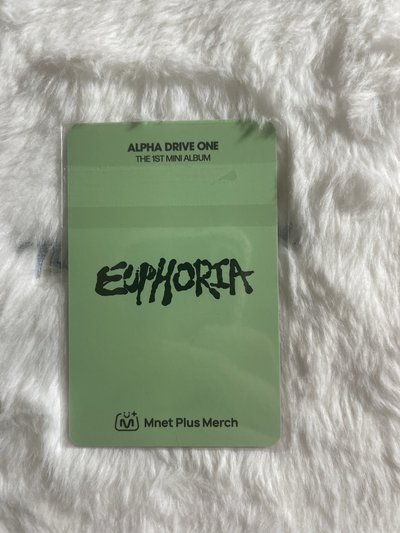 ALPHA DRIVE ONE
THE 1ST MINI ALBUM
EUPHORIA
Mnet Plus Merch